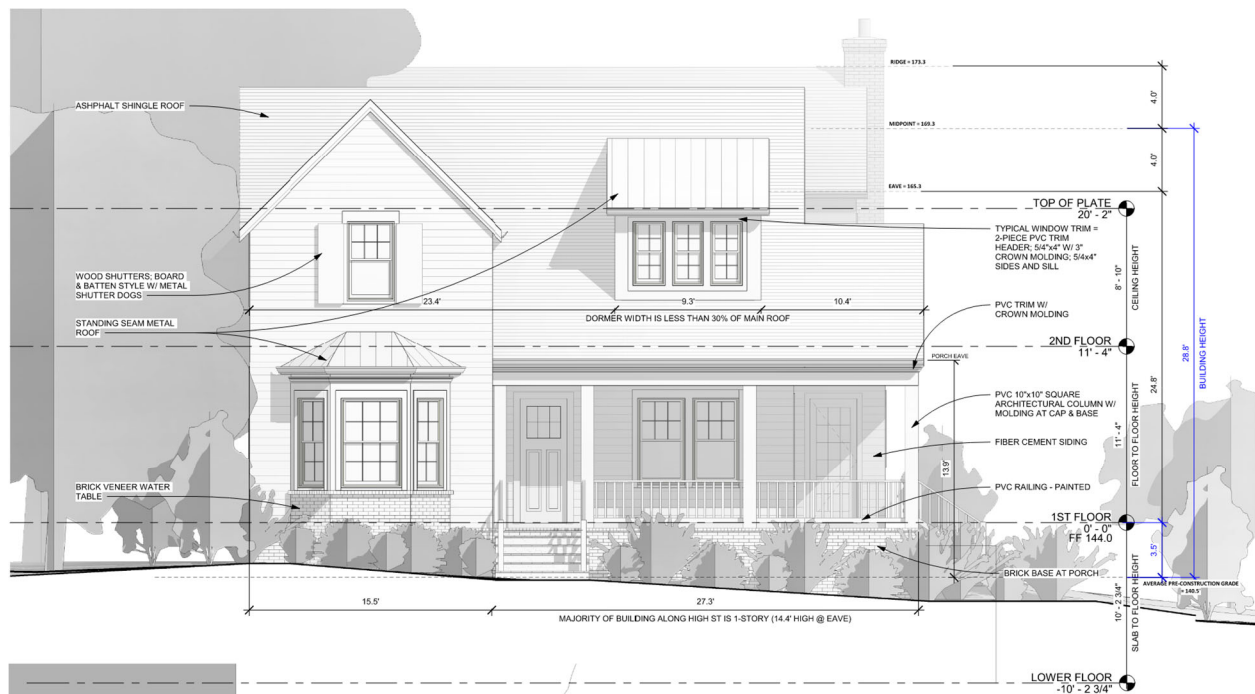 RIDGE = 173.3
4.0'
ASHPHALT SHINGLE ROOF
MIDPOINT = 169.3
4.0'
EAVE = 165.3
TOP OF PLATE
20' - 2"
TYPICAL WINDOW TRIM =
2-PIECE PVC TRIM
HEADER; 5/4"x4" W/ 3"
CROWN MOLDING; 5/4x4"
SIDES AND SILL
8' - 10"
CEILING HEIGHT
WOOD SHUTTERS; BOARD
& BATTEN STYLE W/ METAL
SHUTTER DOGS
23.4'
9.3'
10.4'
DORMER WIDTH IS LESS THAN 30% OF MAIN ROOF
PVC TRIM W/
CROWN MOLDING
STANDING SEAM METAL
ROOF
2ND FLOOR
11' - 4"
PORCH EAVE
28.8'
BUILDING HEIGHT
24.8'
PVC 10"x10" SQUARE
ARCHITECTURAL COLUMN W/
MOLDING AT CAP & BASE
11' - 4"
FLOOR TO FLOOR HEIGHT
FIBER CEMENT SIDING
13.9'
BRICK VENEER WATER
TABLE
PVC RAILING - PAINTED
1ST FLOOR
0' - 0"
FF 144.0
3.5'
BRICK BASE AT PORCH
AVERAGE PRE-CONSTRUCTION GRADE
= 140.5'
15.5'
27.3'
10' - 2 3/4"
SLAB TO FLOOR HEIGHT
MAJORITY OF BUILDING ALONG HIGH ST IS 1-STORY (14.4' HIGH @ EAVE)
LOWER FLOOR
-10' - 2 3/4"